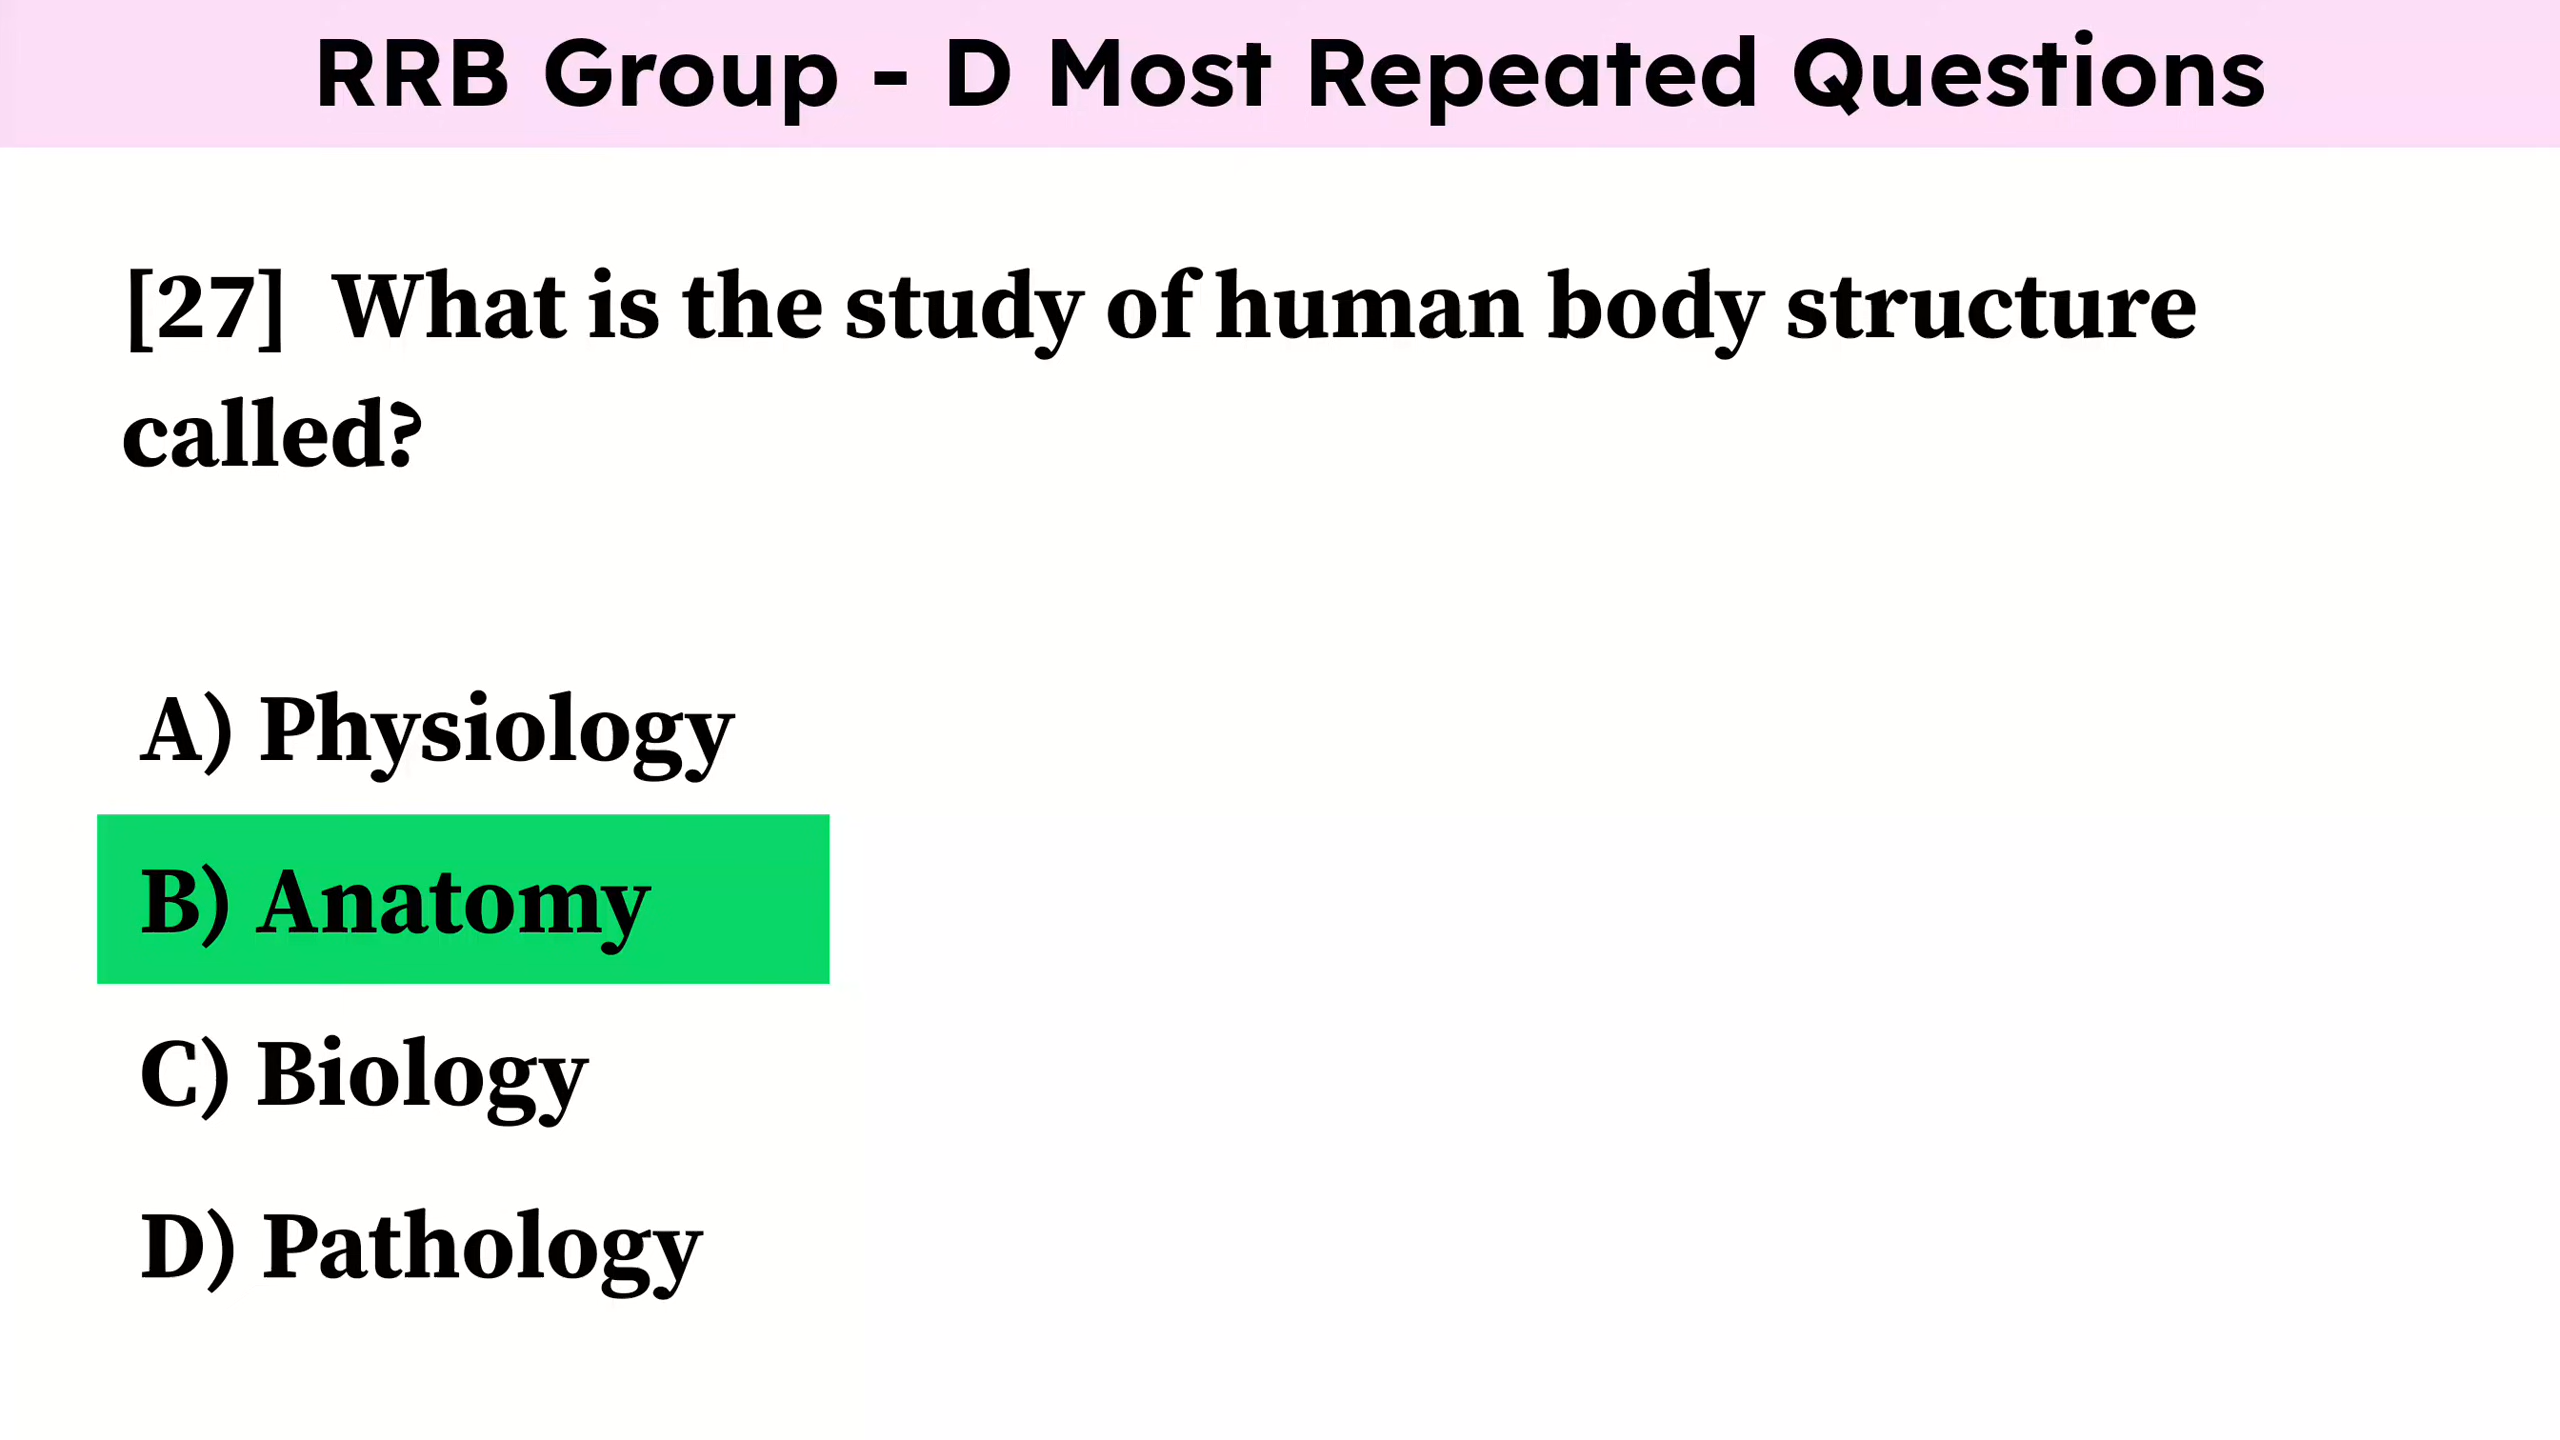 RRB Group - D Most Repeated Questions
[27] What is the study of human body structure
called?
A) Physiology
B) Anatomy
C) Biology
D) Pathology